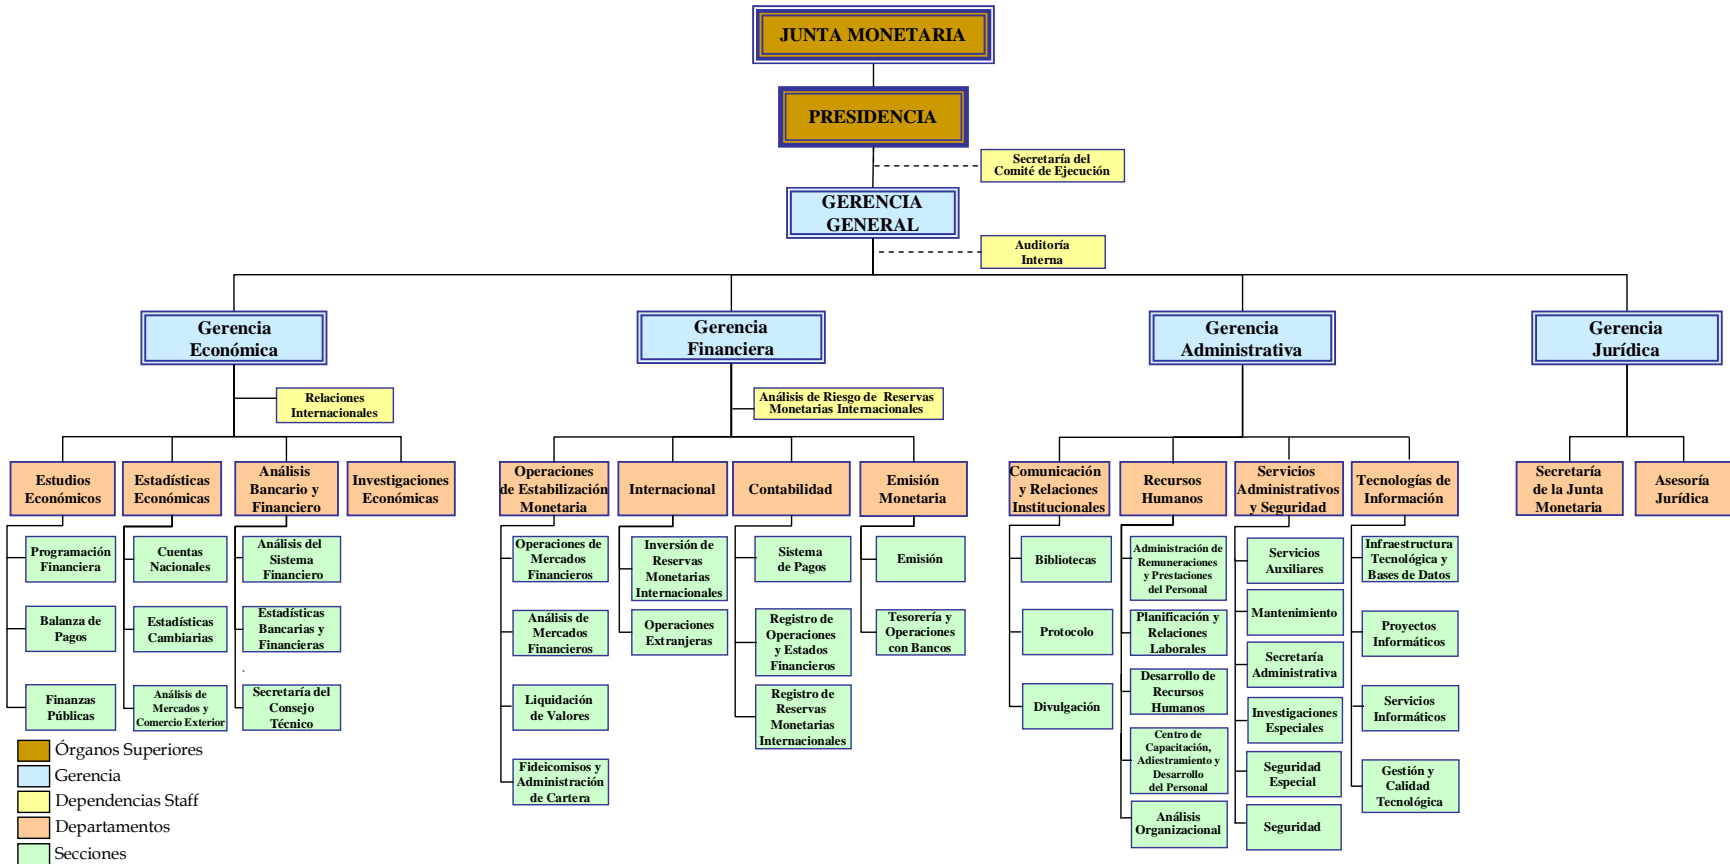 JUNTA MONETARIA
PRESIDENCIA
Secretaría del
Comité de Ejecución
GERENCIA
GENERAL
Auditoría
Interna
Gerencia
Económica
Gerencia
Financiera
Gerencia
Administrativa
Gerencia
Jurídica
Relaciones
Internacionales
Análisis de Riesgo de Reservas
Monetarias Internacionales
Estudios
Económicos
Estadísticas
Económicas
Análisis
Bancario y
Financiero
Investigaciones
Económicas
Operaciones
de Estabilización
Monetaria
Internacional
Contabilidad
Emisión
Monetaria
Comunicación
y Relaciones
Institucionales
Recursos
Humanos
Servicios
Administrativos
y Seguridad
Tecnologías de
Información
Secretaría
de la Junta
Monetaria
Asesoría
Jurídica
Programación
Financiera
Balanza de
Pagos
Finanzas
Públicas
Cuentas
Nacionales
Estadísticas
Cambiarias
Análisis de
Mercados y
Comercio Exterior
Análisis del
Sistema
Financiero
Estadísticas
Bancarias y
Financieras
.
Secretaría del
Consejo
Técnico
Operaciones de
Mercados
Financieros
Análisis de
Mercados
Financieros
Liquidación
de Valores
Fideicomisos y
Administración
de Cartera
Inversión de
Reservas
Monetarias
Internacionales
Operaciones
Extranjeras
Sistema
de Pagos
Registro de
Operaciones
y Estados
Financieros
Registro de
Reservas
Monetarias
Internacionales
Emisión
Tesorería y
Operaciones
con Bancos
Bibliotecas
Protocolo
Divulgación
Administración de
Remuneraciones
y Prestaciones
del Personal
Planificación y
Relaciones
Laborales
Desarrollo de
Recursos
Humanos
Centro de
Capacitación,
Adiestramiento y
Desarrollo
del Personal
Análisis
Organizacional
Servicios
Auxiliares
Mantenimiento
Secretaría
Administrativa
Investigaciones
Especiales
Seguridad
Especial
Seguridad
Infraestructura
Tecnológica y
Bases de Datos
Proyectos
Informáticos
Servicios
Informáticos
Gestión y
Calidad
Tecnológica
Órganos Superiores
Gerencia
Dependencias Staff
Departamentos
Secciones